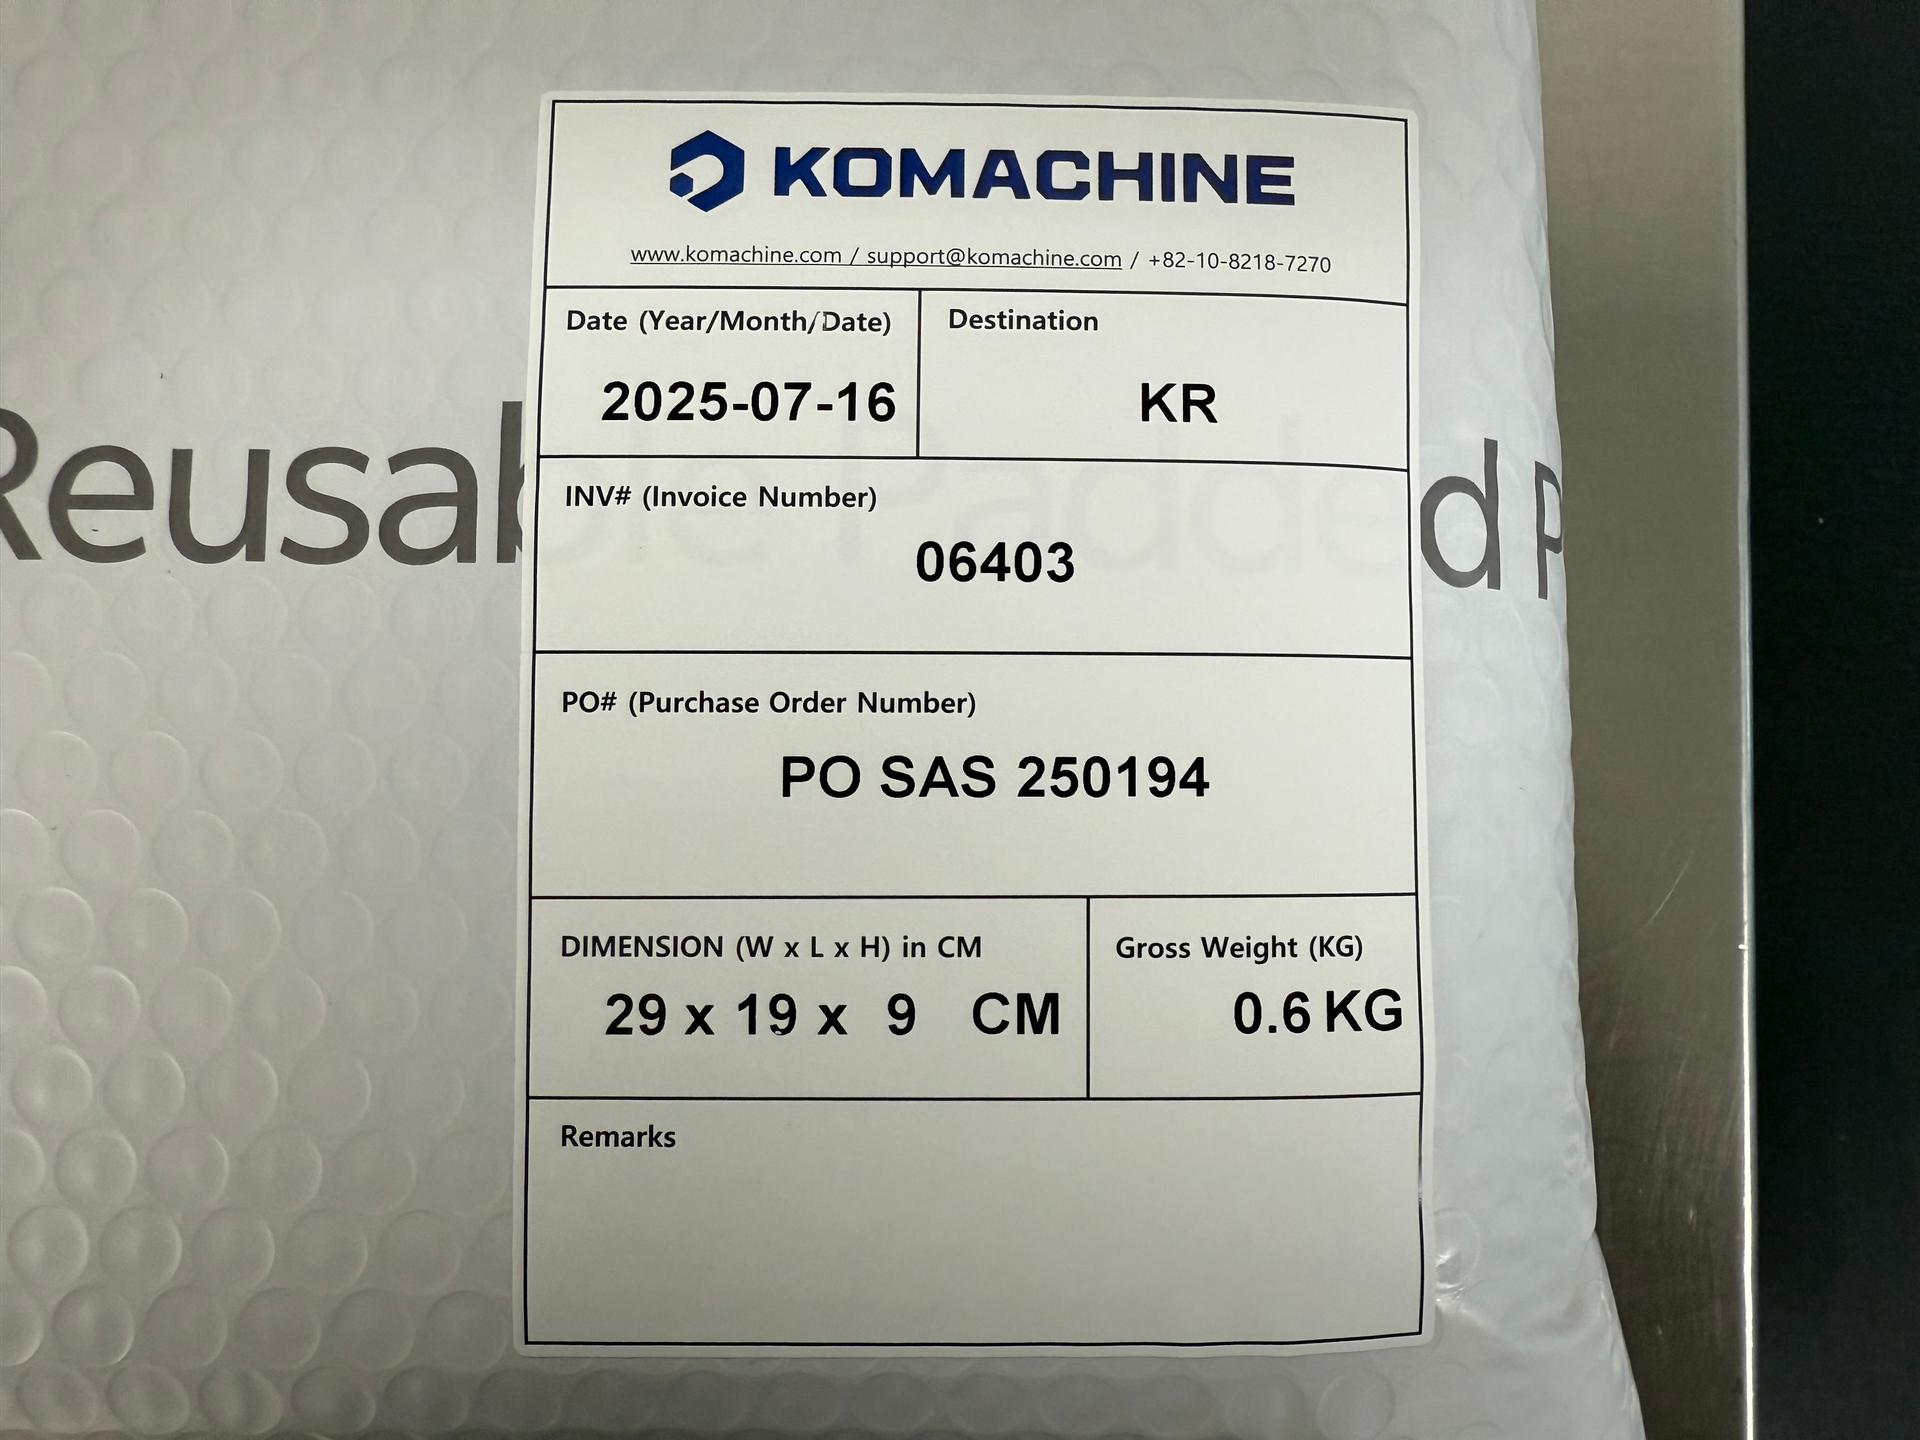 KOMACHINE
www.komachine.com / support@komachine.com / +82-10-8218-7270
Date (Year/Month/Date)
2025-07-16
Destination
KR
INV# (Invoice Number)
06403
PO# (Purchase Order Number)
PO SAS 250194
DIMENSION (W x L x H) in CM
29 x 19 x 9 CM
Gross Weight (KG)
0.6 KG
Remarks
Reusable Padded P